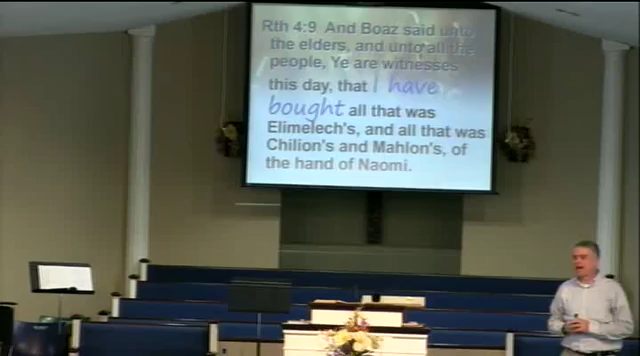 Rth 4:9 And Boaz said unto
the elders, and unto all the
people, Ye are witnesses
this day, that I have
bought all that was
Elimelech's, and all that was
Chilion's and Mahlon's, of
the hand of Naomi.